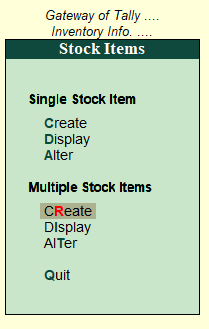 Gateway of Tally ....
Inventory Info. ....
Stock Items
Single Stock Item
Create
Display
Alter
Multiple Stock Items
CReate
DIsplay
AlTer
Quit